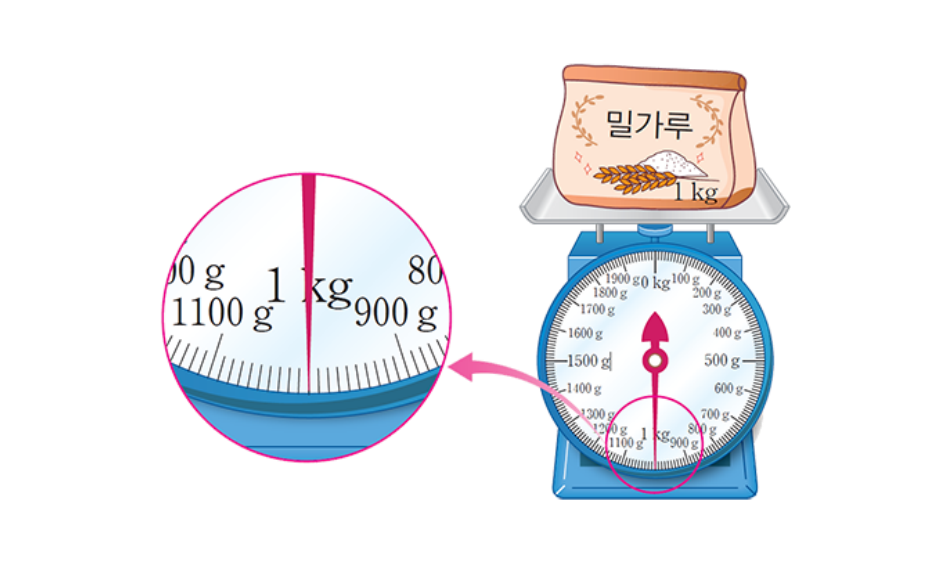 밀가루
1 kg
00 g
1 kg
80
1100 g
900 g
0 kg
100 g
200 g
300 g
400 g
500 g
600 g
700 g
800 g
900 g
1 kg
1100 g
1200 g
1300 g
1400 g
1500 g
1600 g
1700 g
1800 g
1900 g